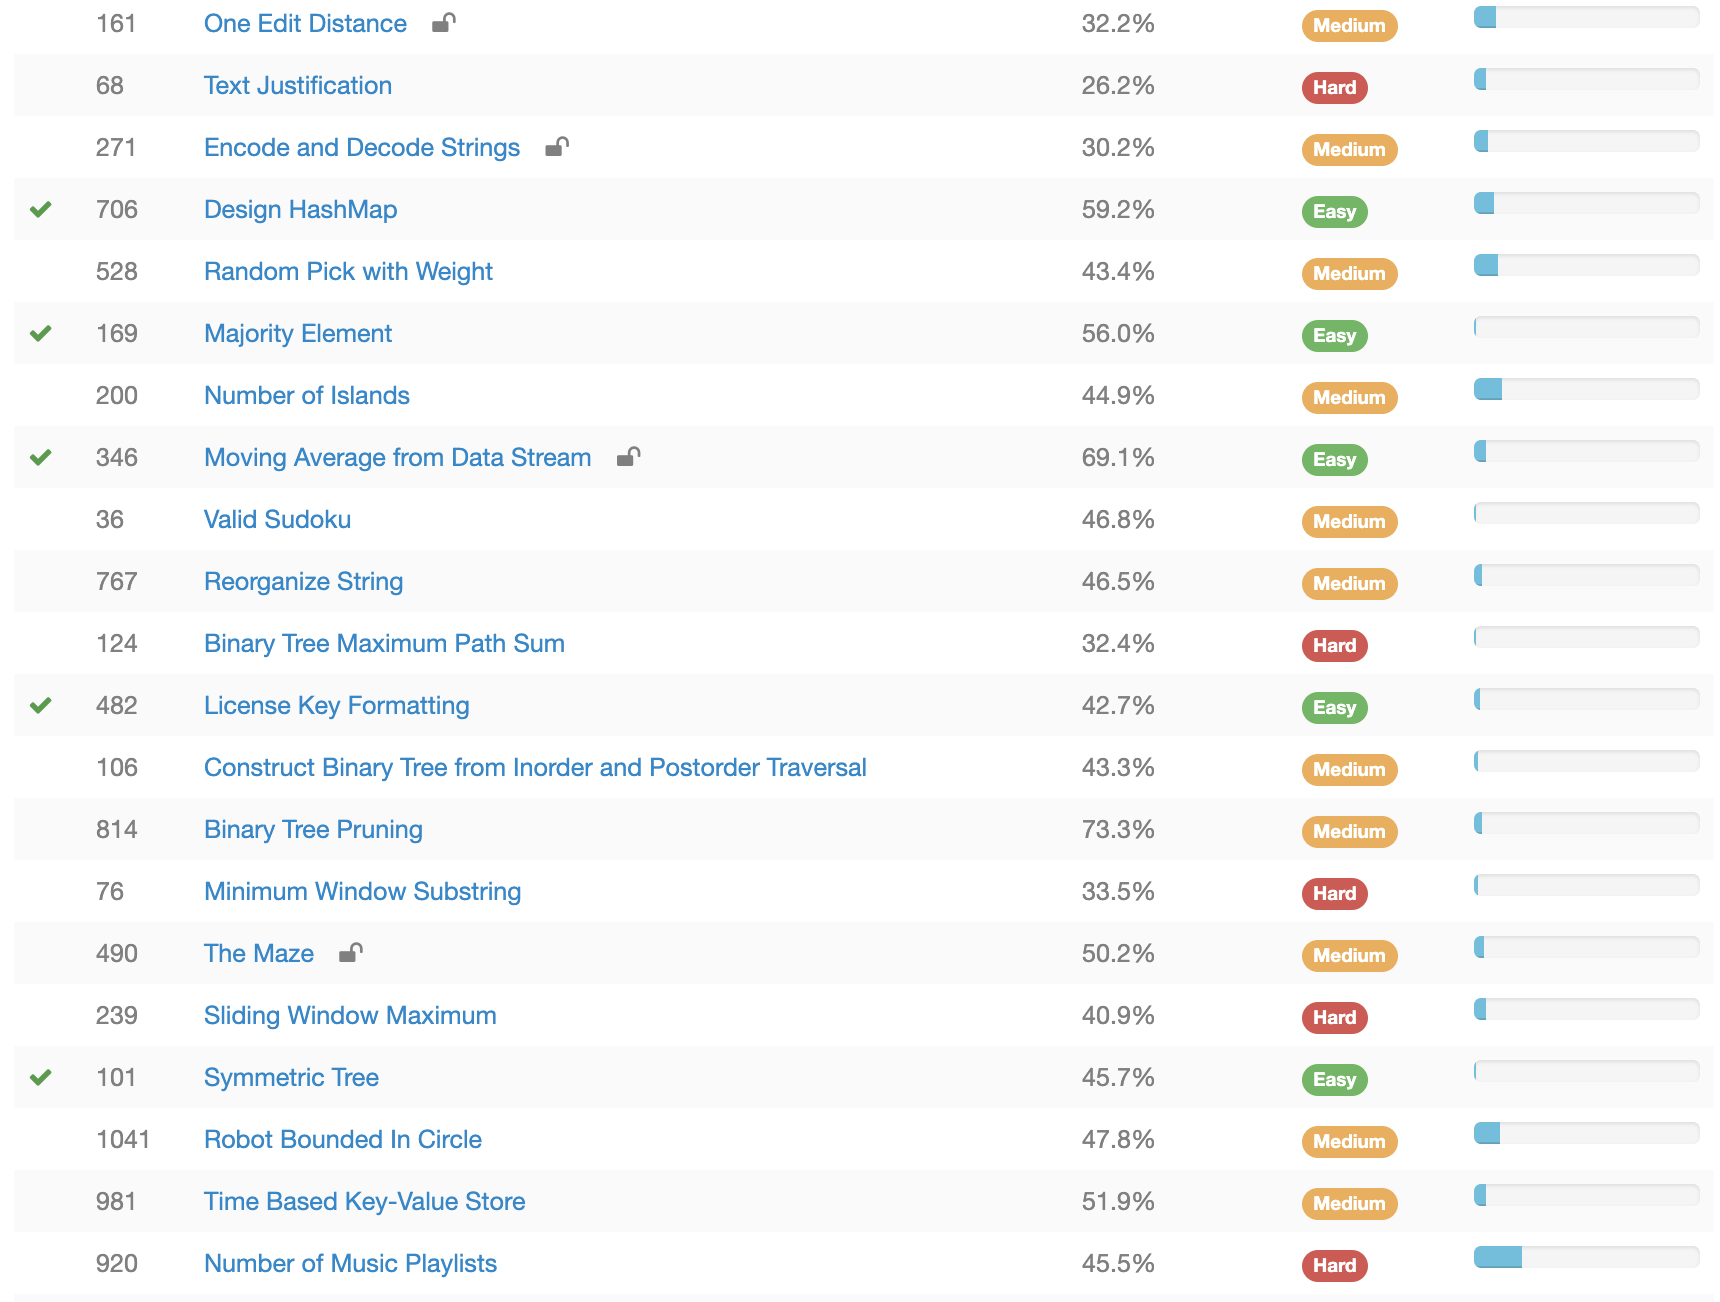 161 One Edit Distance 32.2% Medium
68 Text Justification 26.2% Hard
271 Encode and Decode Strings 30.2% Medium
706 Design HashMap 59.2% Easy
528 Random Pick with Weight 43.4% Medium
169 Majority Element 56.0% Easy
200 Number of Islands 44.9% Medium
346 Moving Average from Data Stream 69.1% Easy
36 Valid Sudoku 46.8% Medium
767 Reorganize String 46.5% Medium
124 Binary Tree Maximum Path Sum 32.4% Hard
482 License Key Formatting 42.7% Easy
106 Construct Binary Tree from Inorder and Postorder Traversal 43.3% Medium
814 Binary Tree Pruning 73.3% Medium
76 Minimum Window Substring 33.5% Hard
490 The Maze 50.2% Medium
239 Sliding Window Maximum 40.9% Hard
101 Symmetric Tree 45.7% Easy
1041 Robot Bounded In Circle 47.8% Medium
981 Time Based Key-Value Store 51.9% Medium
920 Number of Music Playlists 45.5% Hard